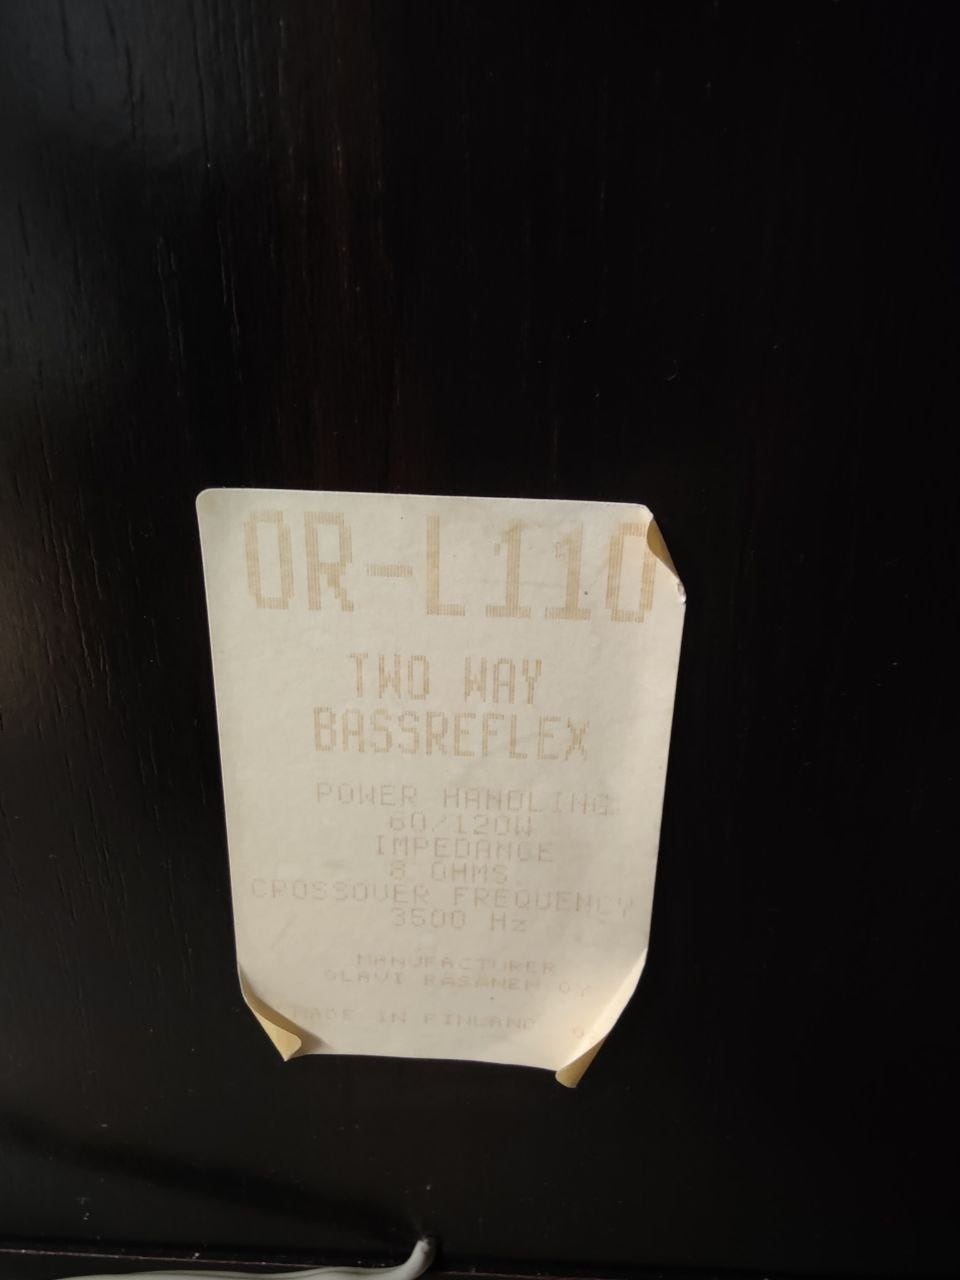 OR-L110
TWO WAY
BASSREFLEX
POWER HANDLING
60/120W
IMPEDANCE
8 OHMS
CROSSOVER FREQUENCY
3500 Hz
MANUFACTURER
OLAVI RÄSÄNEN OY
MADE IN FINLAND